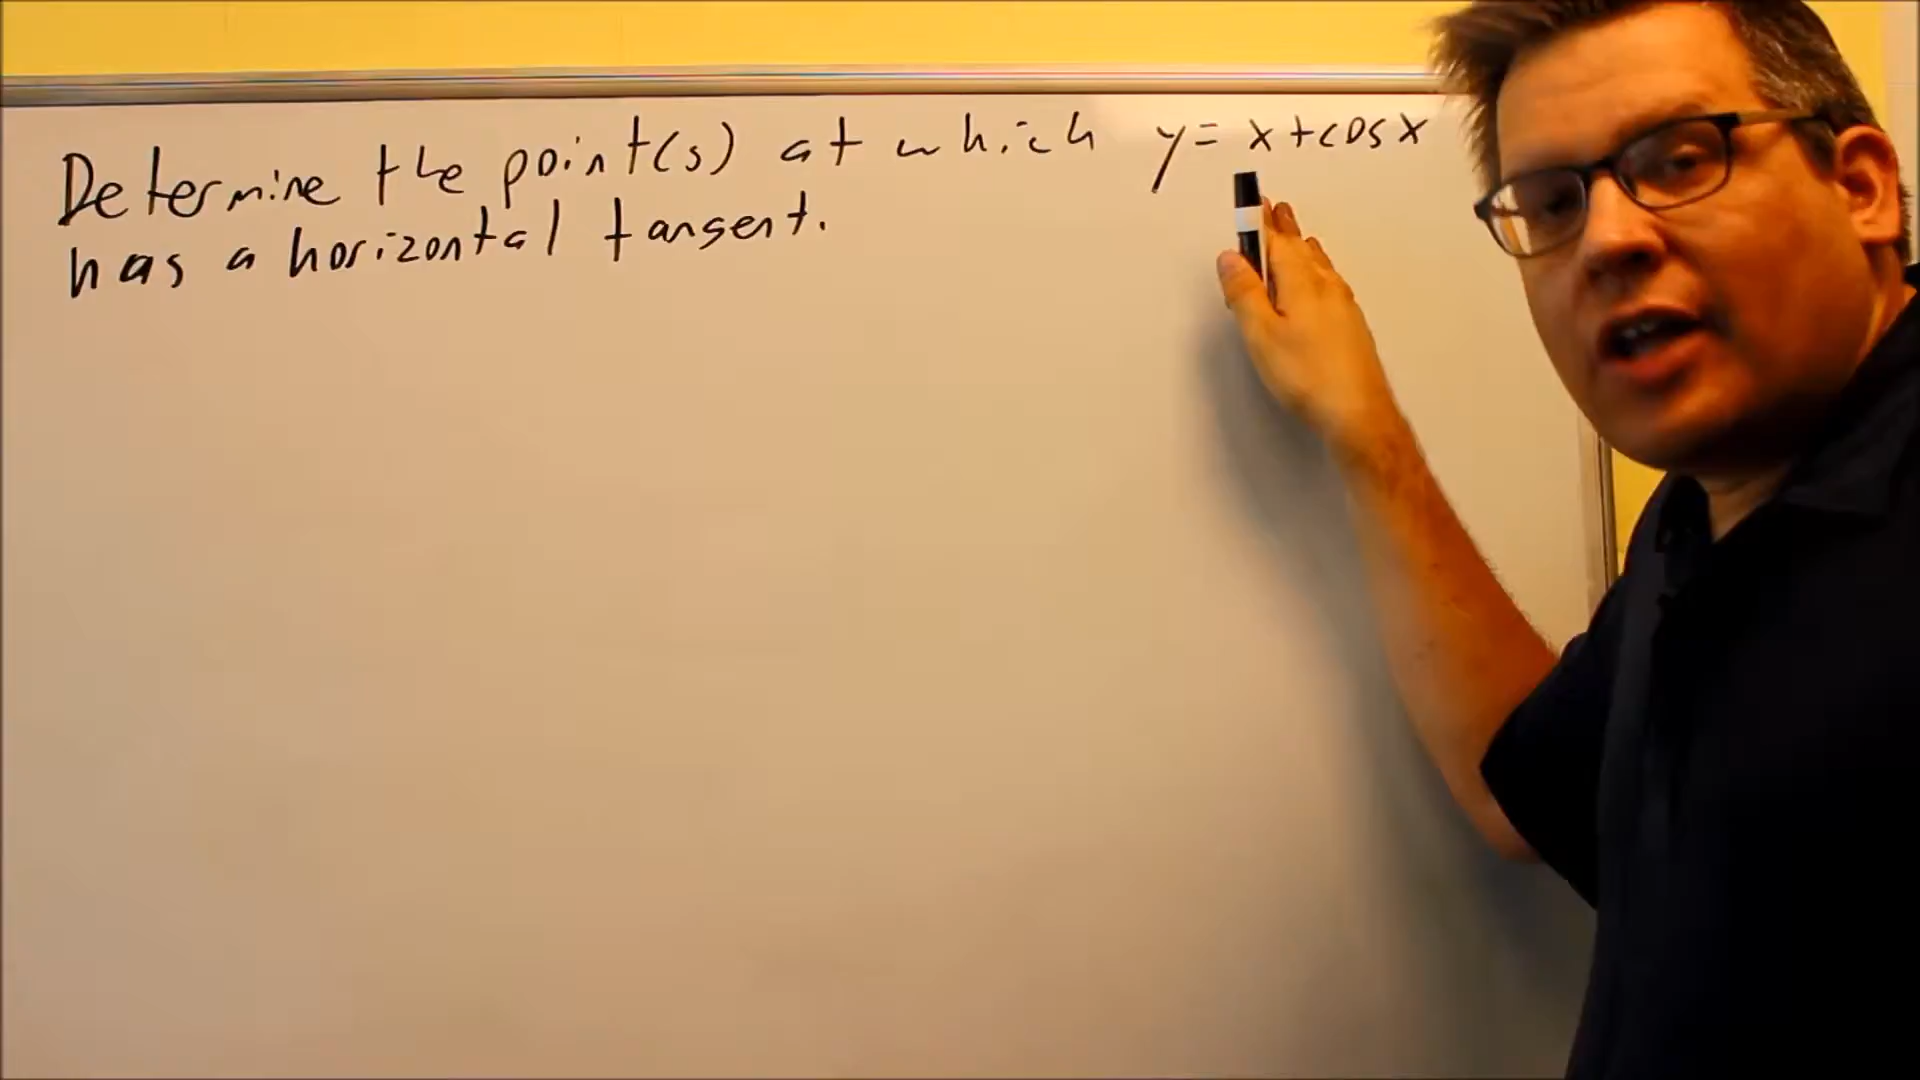 Determine the point(s) at which y = x + cos x
has a horizontal tangent.